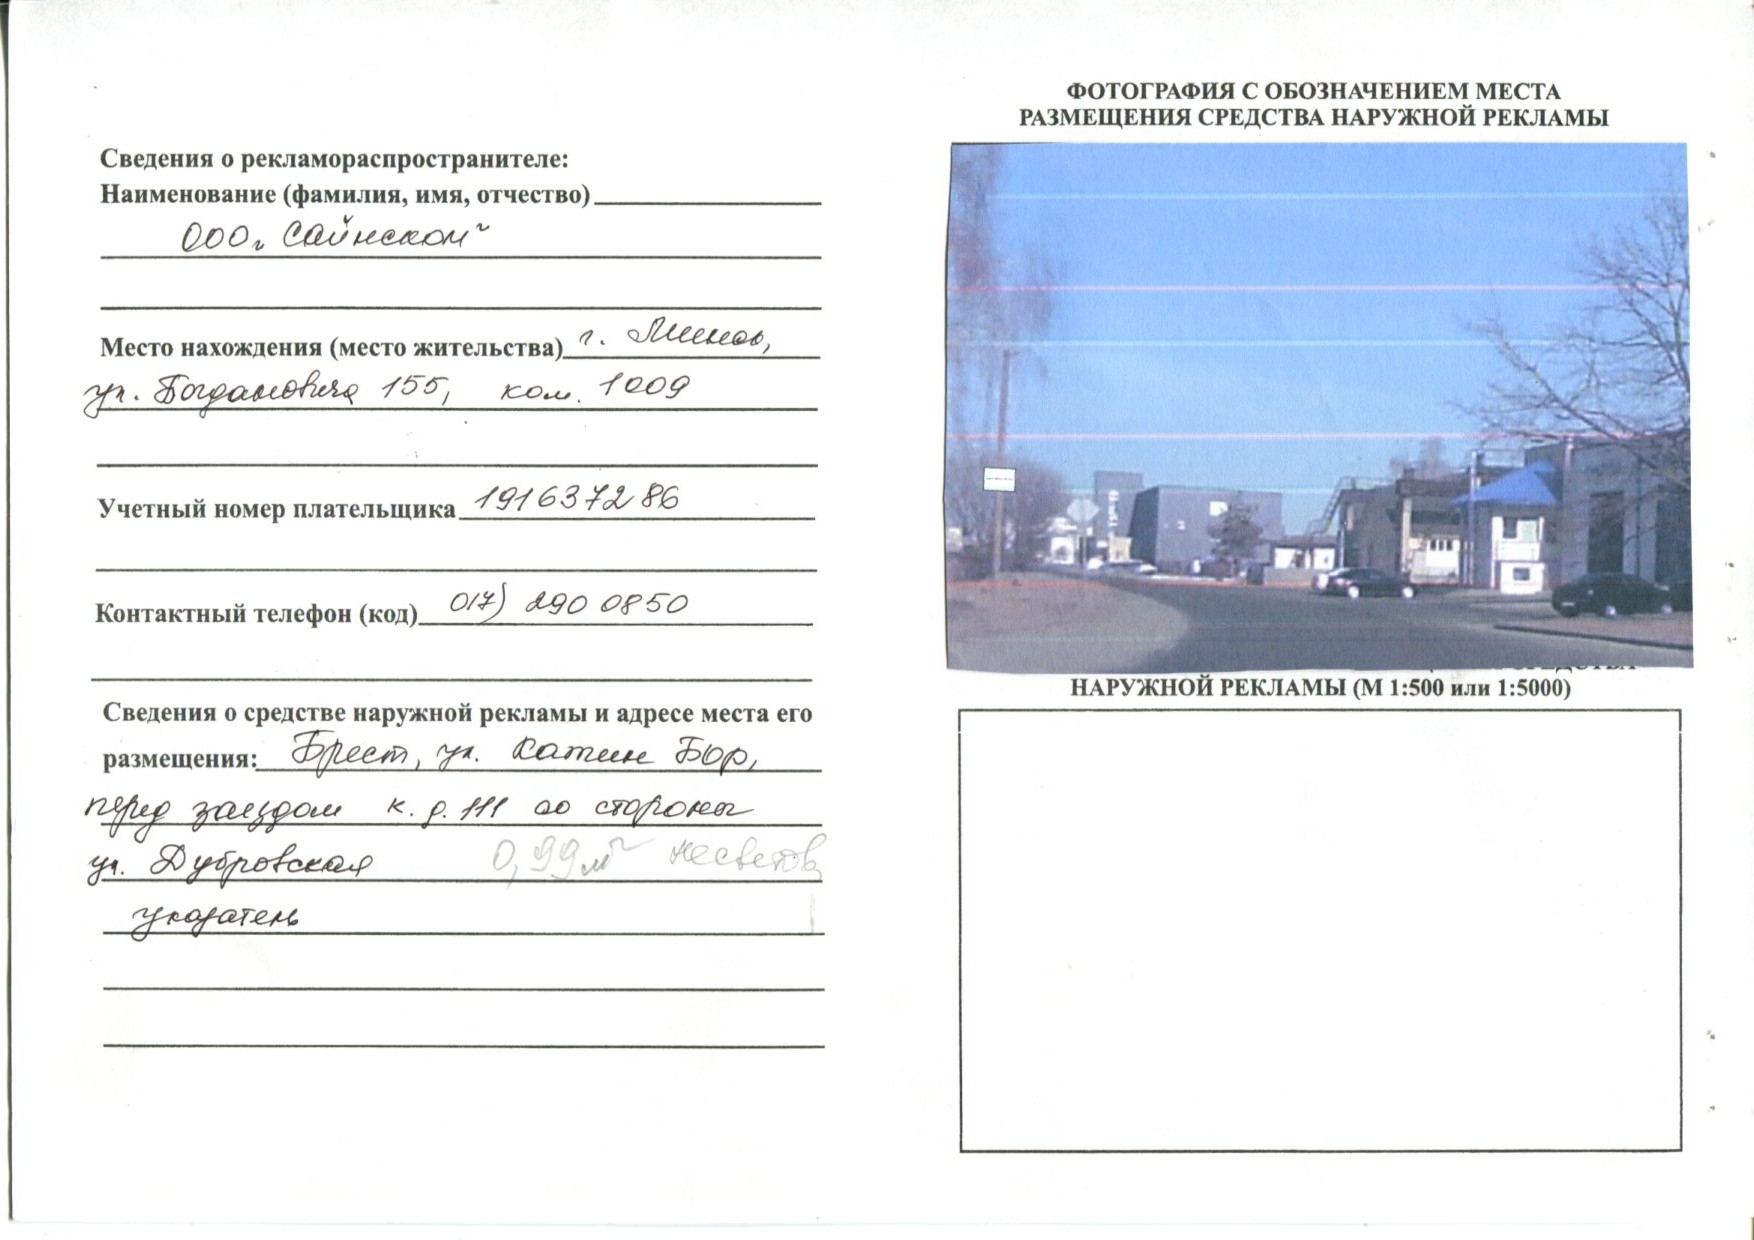 Сведения о рекламораспространителе:
Наименование (фамилия, имя, отчество)
ООО „Сайнском"
Место нахождения (место жительства) г. Минск,
ул. Богдановича 155, ком. 1009
Учетный номер плательщика 191637286
Контактный телефон (код) 017) 290 0850
Сведения о средстве наружной рекламы и адресе места его
размещения: Брест, ул. Катин Бор,
перед заездом к д. 111 со стороны
ул. Дубровская 0,99 м² несветов
указатель
ФОТОГРАФИЯ С ОБОЗНАЧЕНИЕМ МЕСТА
РАЗМЕЩЕНИЯ СРЕДСТВА НАРУЖНОЙ РЕКЛАМЫ
НАРУЖНОЙ РЕКЛАМЫ (М 1:500 или 1:5000)